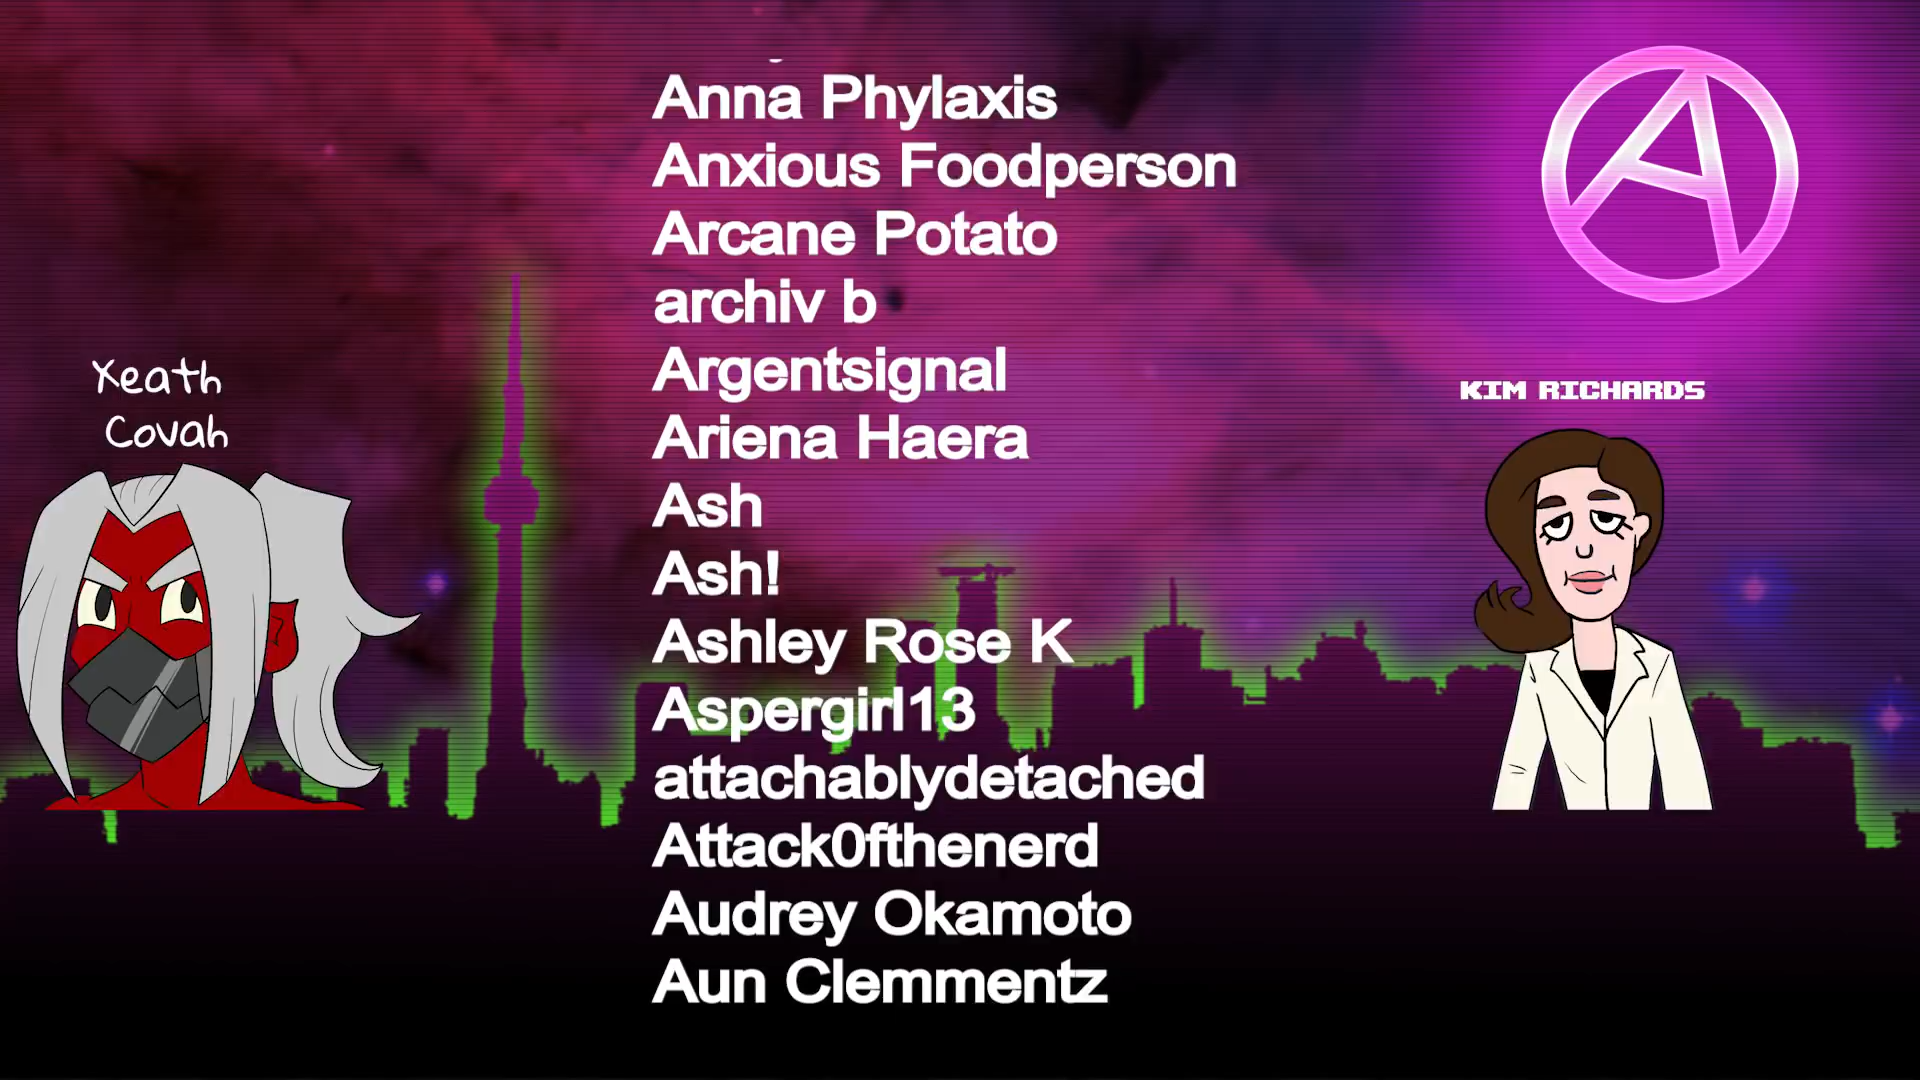 Anna Phylaxis
Anxious Foodperson
Arcane Potato
archiv b
Argentsignal
Ariena Haera
Ash
Ash!
Ashley Rose K
Aspergirl13
attachablydetached
Attack0fthenerd
Audrey Okamoto
Aun Clemmentz
Xeath
Covah
KIM RICHARDS